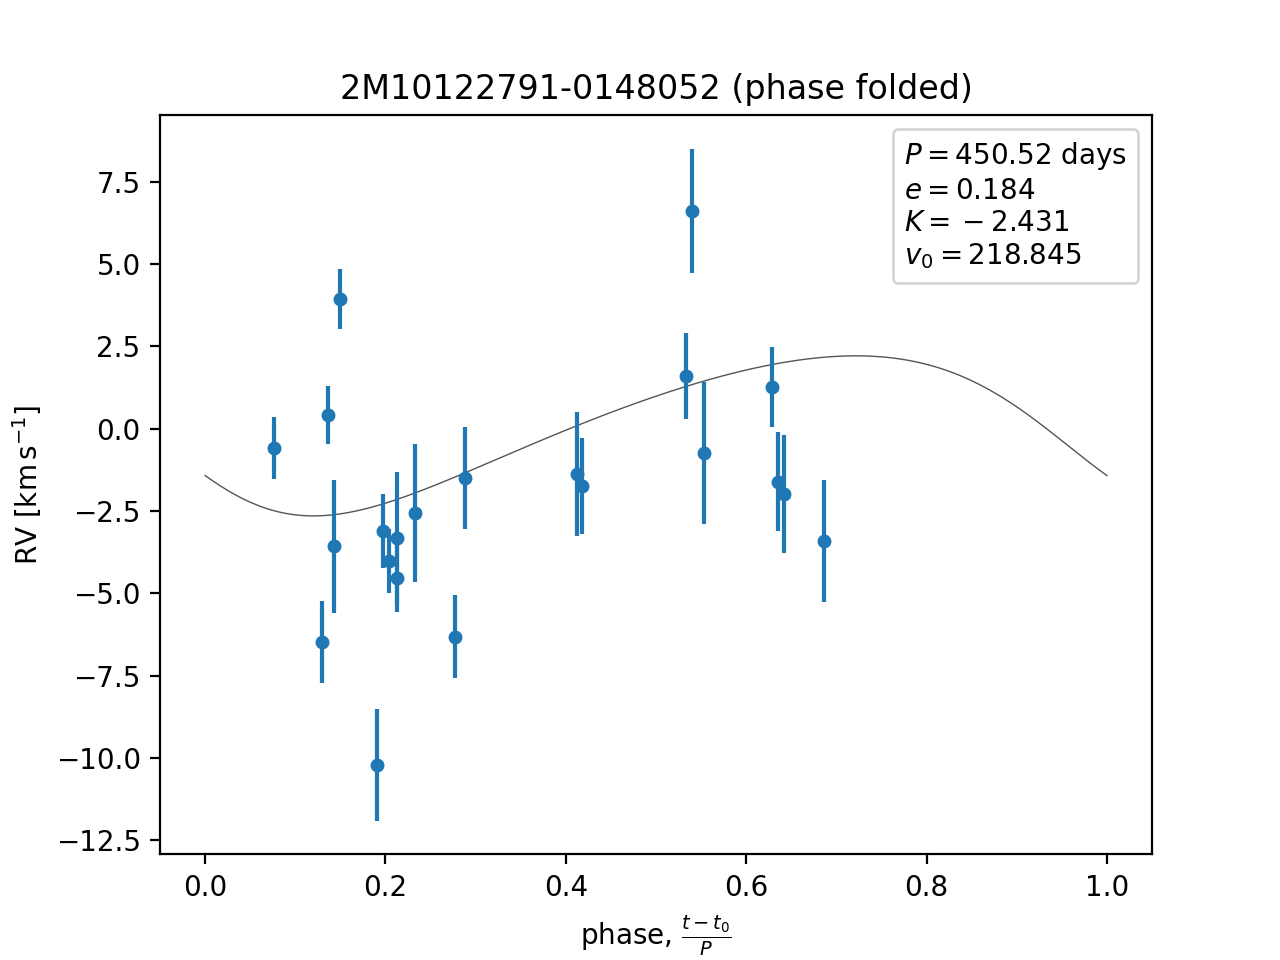 2M10122791-0148052 (phase folded)
P = 450.52 days
e = 0.184
K = −2.431
v₀ = 218.845
7.5
5.0
2.5
0.0
−2.5
−5.0
−7.5
−10.0
−12.5
RV [km s⁻¹]
0.0 0.2 0.4 0.6 0.8 1.0
phase, (t − t₀)/P